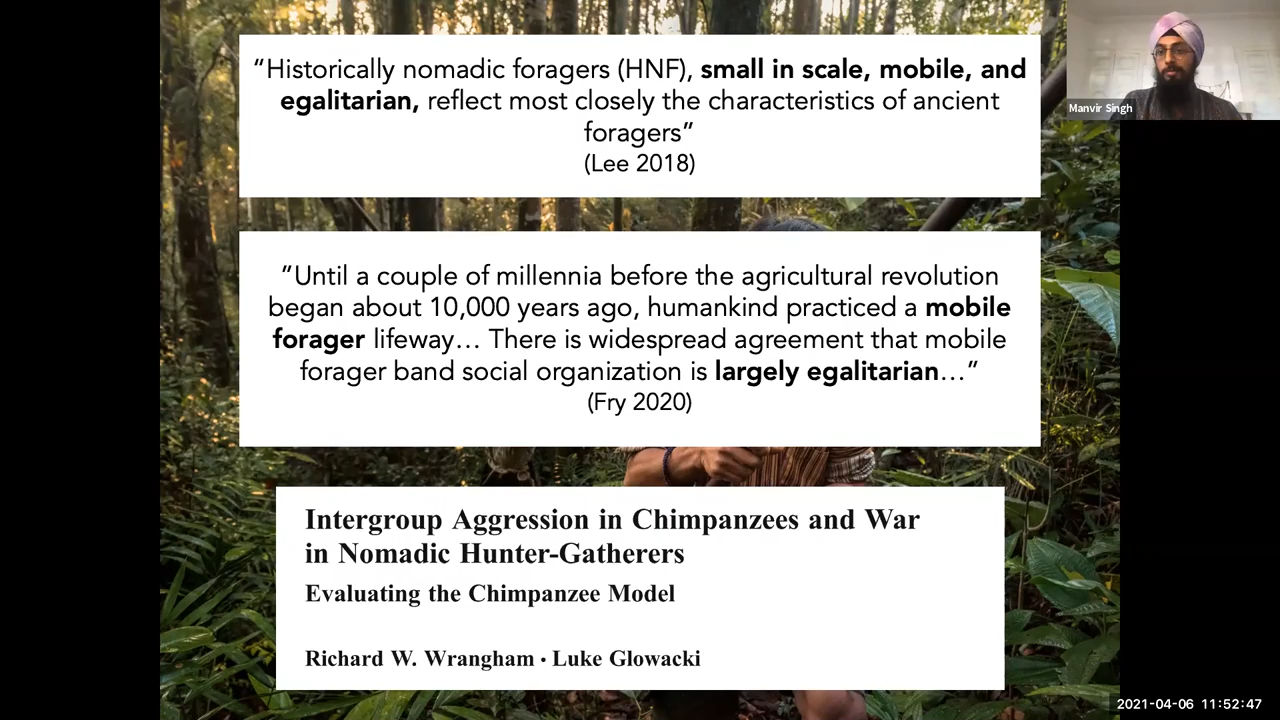 “Historically nomadic foragers (HNF), small in scale, mobile, and
egalitarian, reflect most closely the characteristics of ancient
foragers”
(Lee 2018)
“Until a couple of millennia before the agricultural revolution
began about 10,000 years ago, humankind practiced a mobile
forager lifeway… There is widespread agreement that mobile
forager band social organization is largely egalitarian…”
(Fry 2020)
Intergroup Aggression in Chimpanzees and War
in Nomadic Hunter-Gatherers
Evaluating the Chimpanzee Model
Richard W. Wrangham · Luke Glowacki
Manvir Singh
2021-04-06 11:52:47